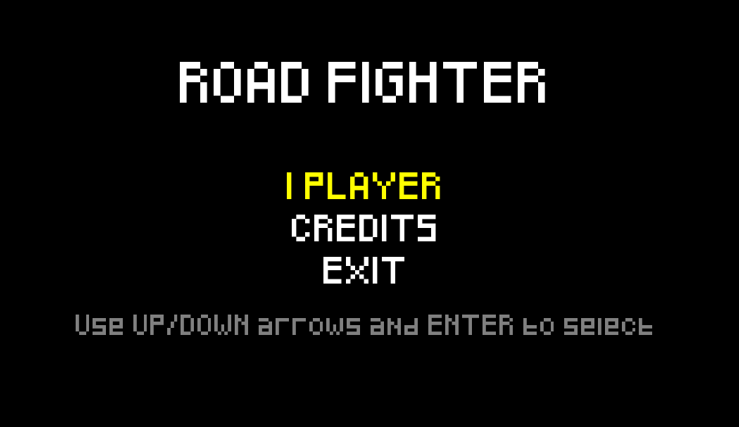 ROAD FIGHTER
1 PLAYER
CREDITS
EXIT
Use UP/DOWN arrows and ENTER to select